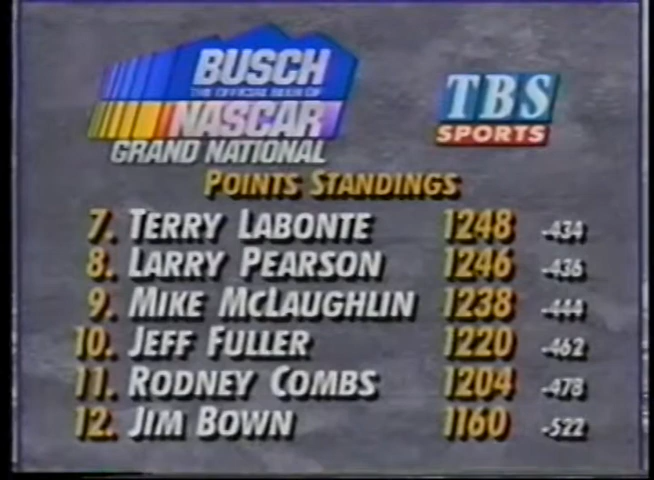 BUSCH
THE OFFICIAL BEER OF
NASCAR
GRAND NATIONAL
TBS
SPORTS
POINTS STANDINGS
7. TERRY LABONTE 1248 -434
8. LARRY PEARSON 1246 -436
9. MIKE MCLAUGHLIN 1238 -444
10. JEFF FULLER 1220 -462
11. RODNEY COMBS 1204 -478
12. JIM BOWN 1160 -522